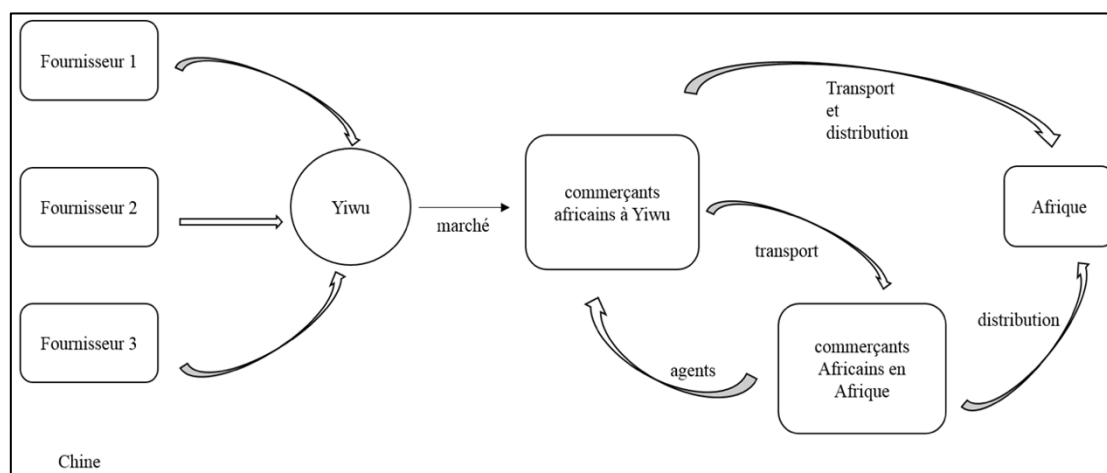 Fournisseur 1
Fournisseur 2
Fournisseur 3
Yiwu
marché
commerçants
africains à Yiwu
Transport
et
distribution
Afrique
transport
commerçants
Africains en
Afrique
agents
distribution
Chine